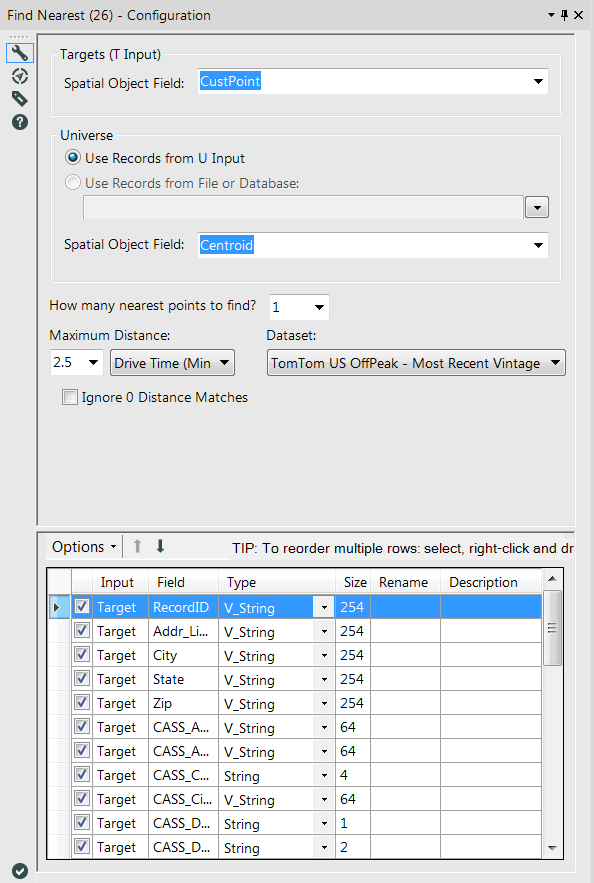 Find Nearest (26) - Configuration
Targets (T Input)
Spatial Object Field: CustPoint
Universe
Use Records from U Input
Use Records from File or Database:
Spatial Object Field: Centroid
How many nearest points to find? 1
Maximum Distance: Dataset:
2.5 Drive Time (Min TomTom US OffPeak - Most Recent Vintage
Ignore 0 Distance Matches
Options TIP: To reorder multiple rows: select, right-click and dr
Input Field Type Size Rename Description
Target RecordID V_String 254
Target Addr_Li... V_String 254
Target City V_String 254
Target State V_String 254
Target Zip V_String 254
Target CASS_A... V_String 64
Target CASS_A... V_String 64
Target CASS_C... String 4
Target CASS_Ci... V_String 64
Target CASS_D... String 1
Target CASS_D... String 2